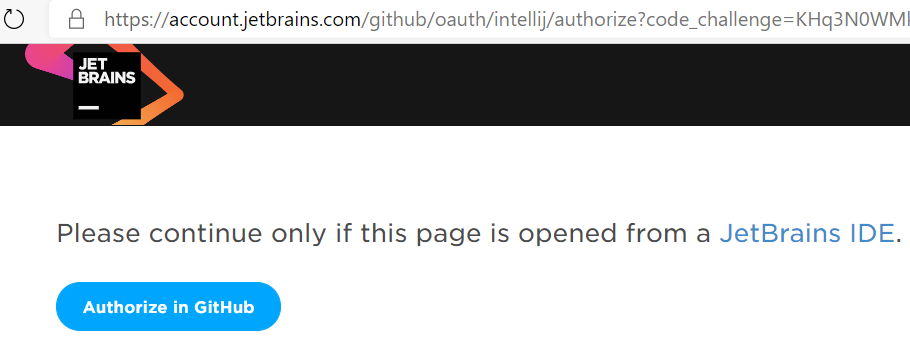 https://account.jetbrains.com/github/oauth/intellij/authorize?code_challenge=KHq3N0WM
JET
BRAINS
Please continue only if this page is opened from a JetBrains IDE.
Authorize in GitHub